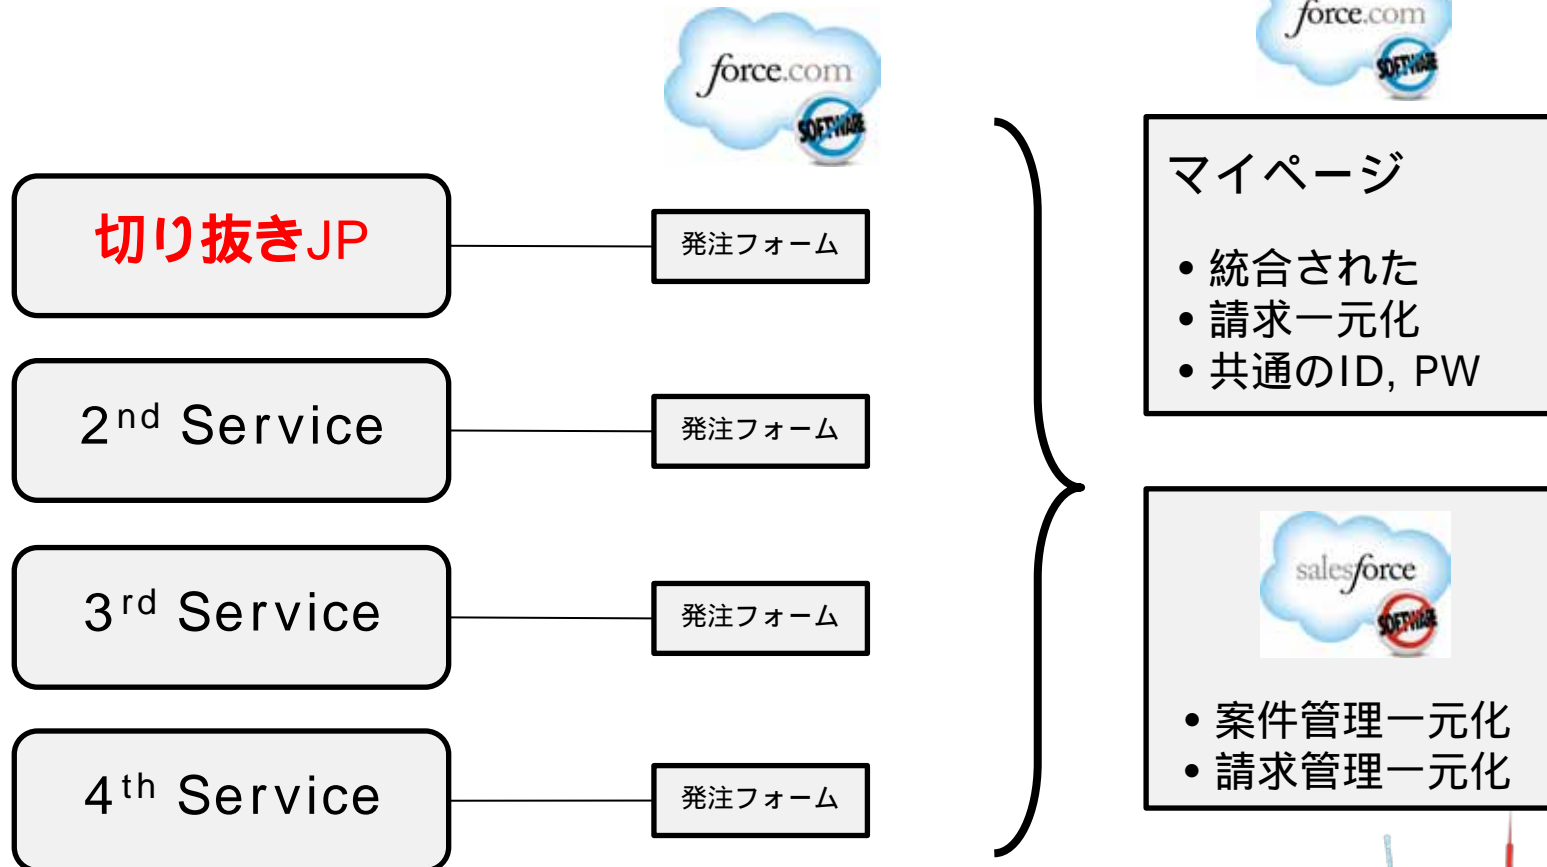 force.com
SOFTWARE
force.com
SOFTWARE
切り抜きJP
発注フォーム
2nd Service
発注フォーム
3rd Service
発注フォーム
4th Service
発注フォーム
マイページ
• 統合された
• 請求一元化
• 共通のID, PW
salesforce
SOFTWARE
• 案件管理一元化
• 請求管理一元化